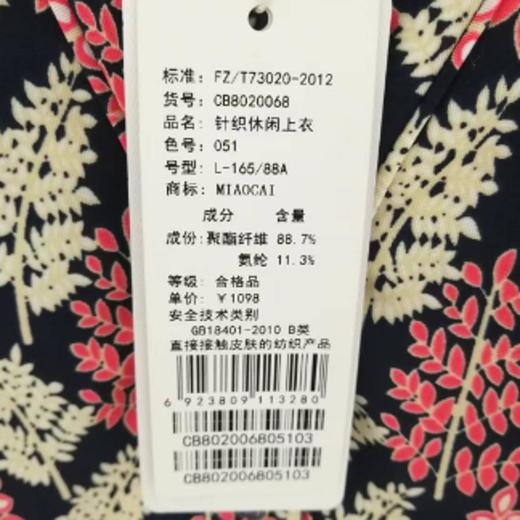 标准: FZ/T73020-2012
货号: CB8020068
品名: 针织休闲上衣
色号: 051
号型: L-165/88A
商标: MIAOCAI
成分 含量
成份: 聚酯纤维 88.7%
氨纶 11.3%
等级: 合格品
单价: ¥1098
安全技术类别
GB18401-2010 B类
直接接触皮肤的纺织产品
6 923809 113280
CB802006805103
CB802006805103